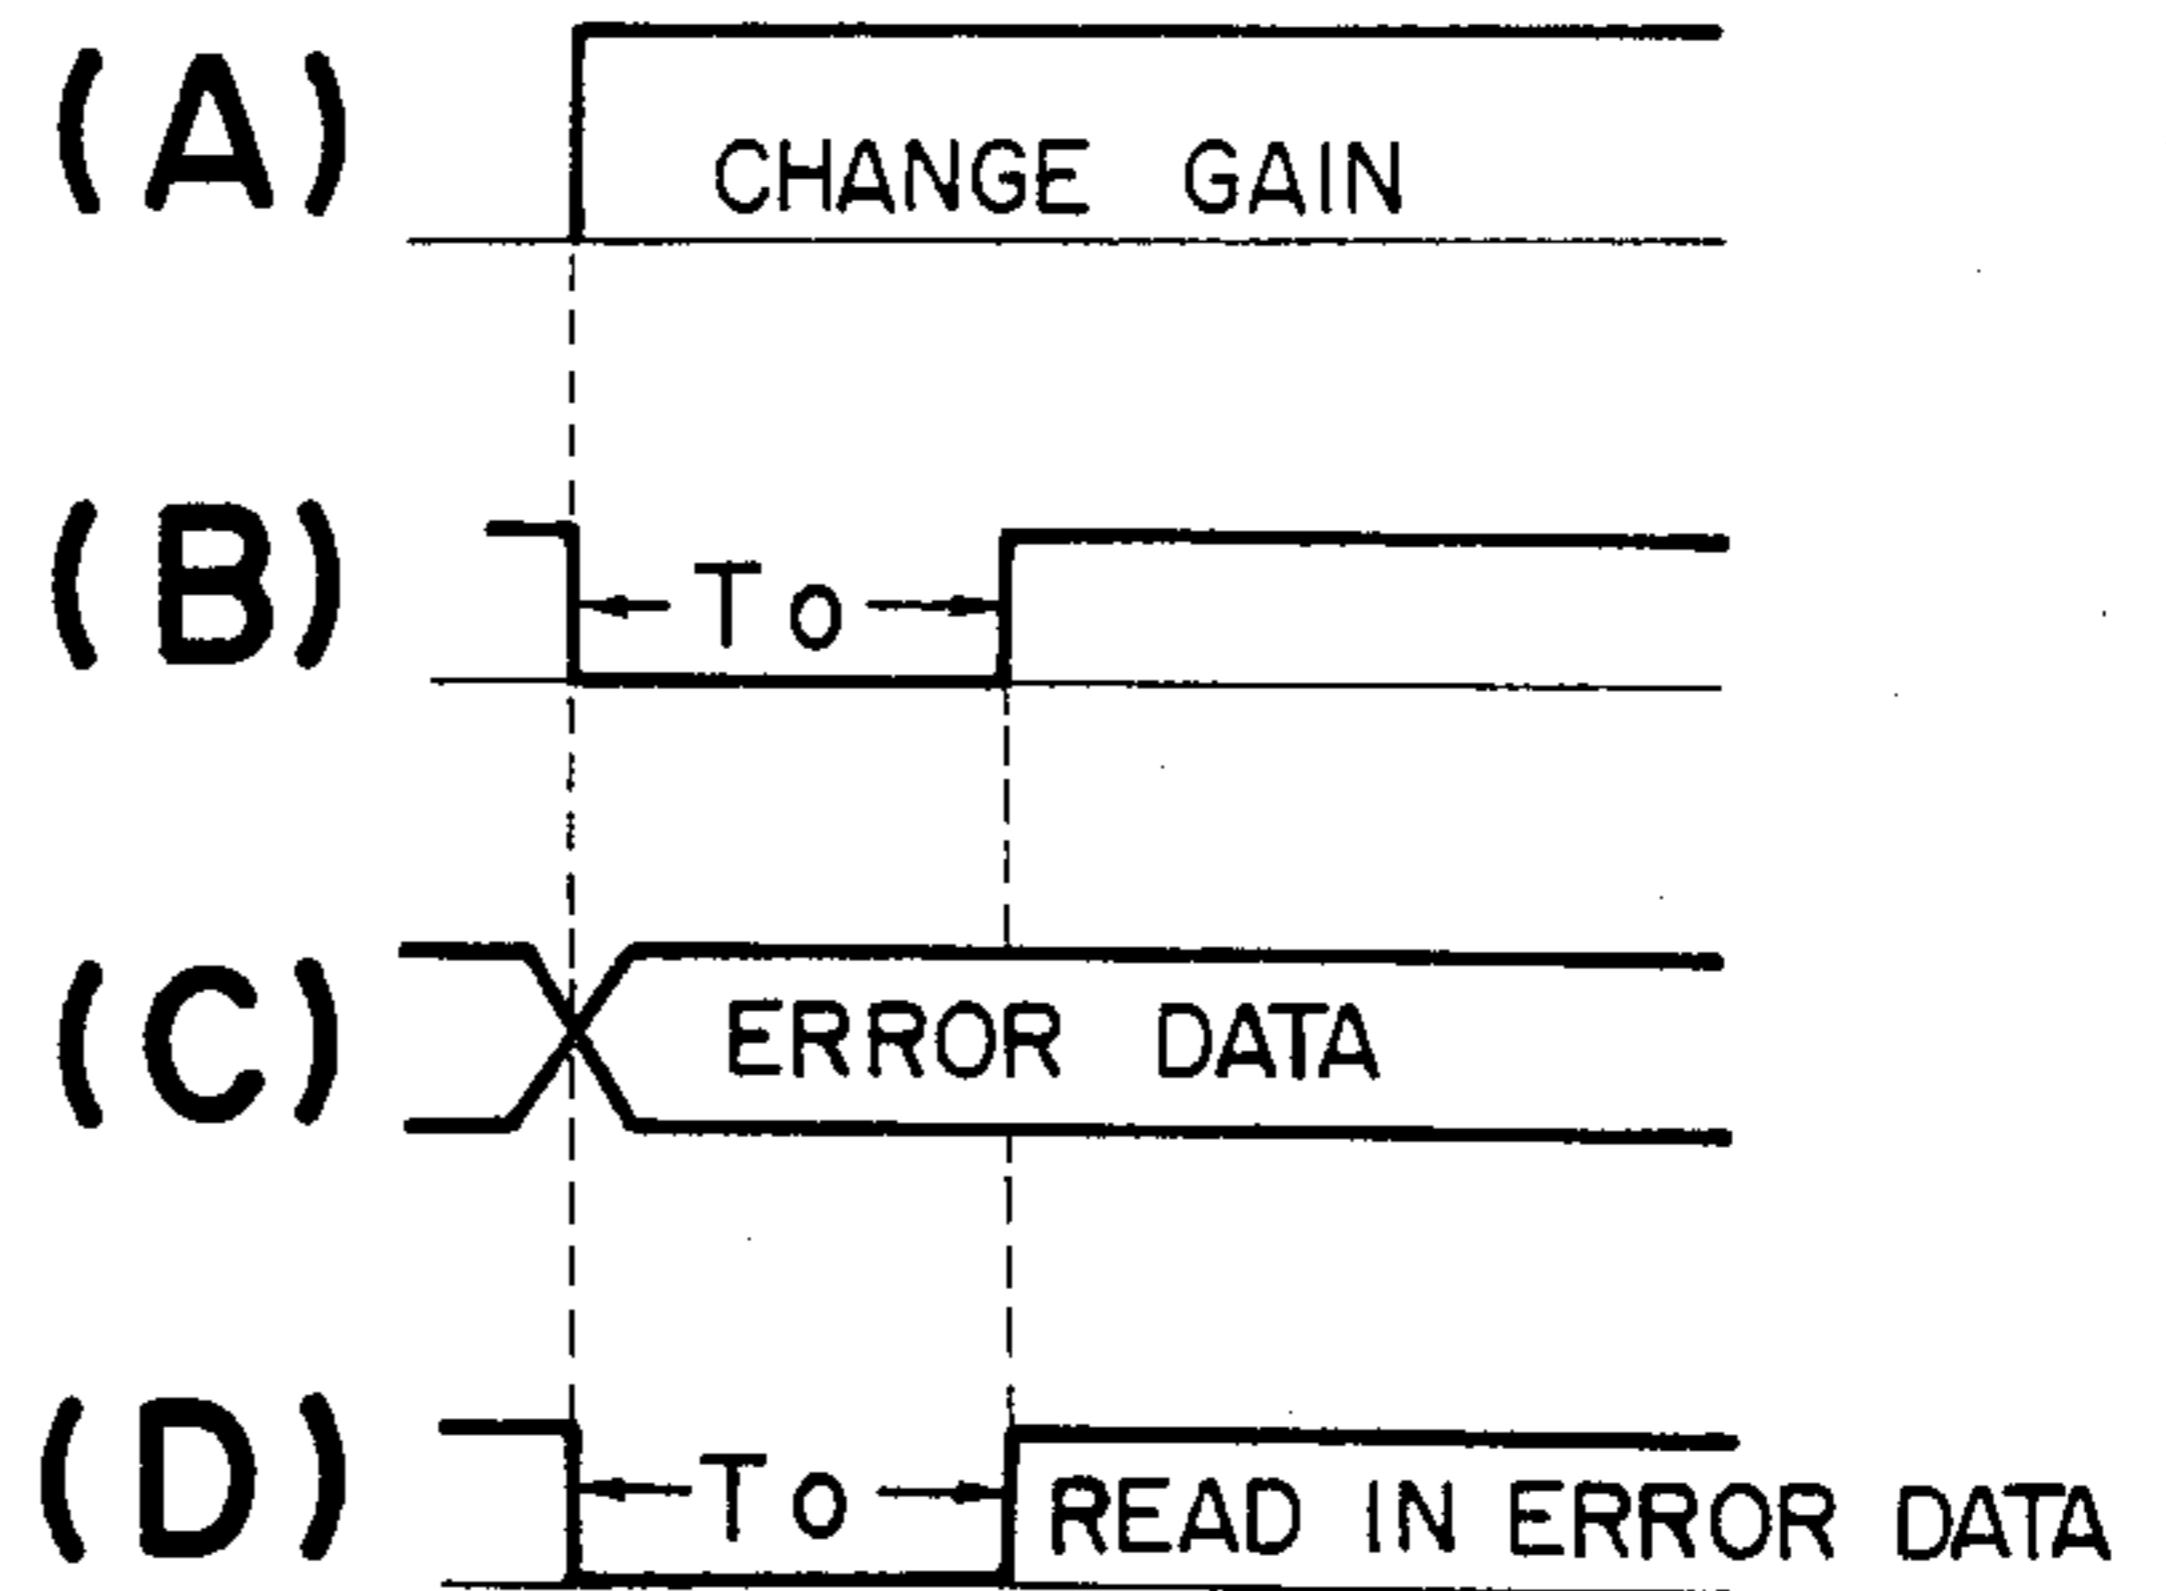 (A)
CHANGE GAIN
(B)
To
(C)
ERROR DATA
(D)
To
READ IN ERROR DATA